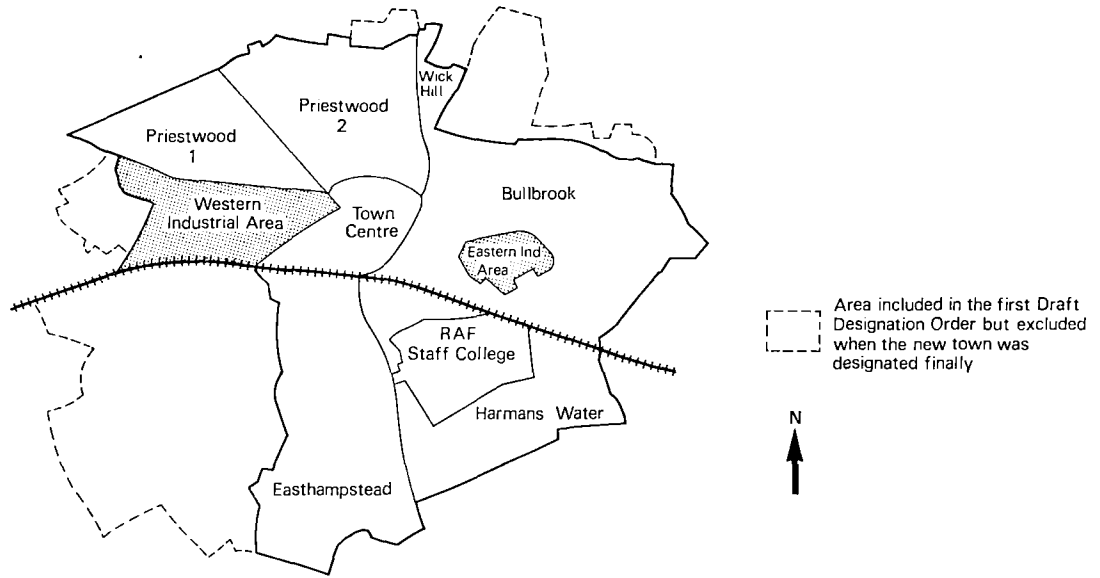 Wick
Hill
Priestwood
2
Priestwood
1
Western
Industrial Area
Town
Centre
Bullbrook
Eastern Ind
Area
RAF
Staff College
Harmans Water
Easthampstead
Area included in the first Draft
Designation Order but excluded
when the new town was
designated finally
N